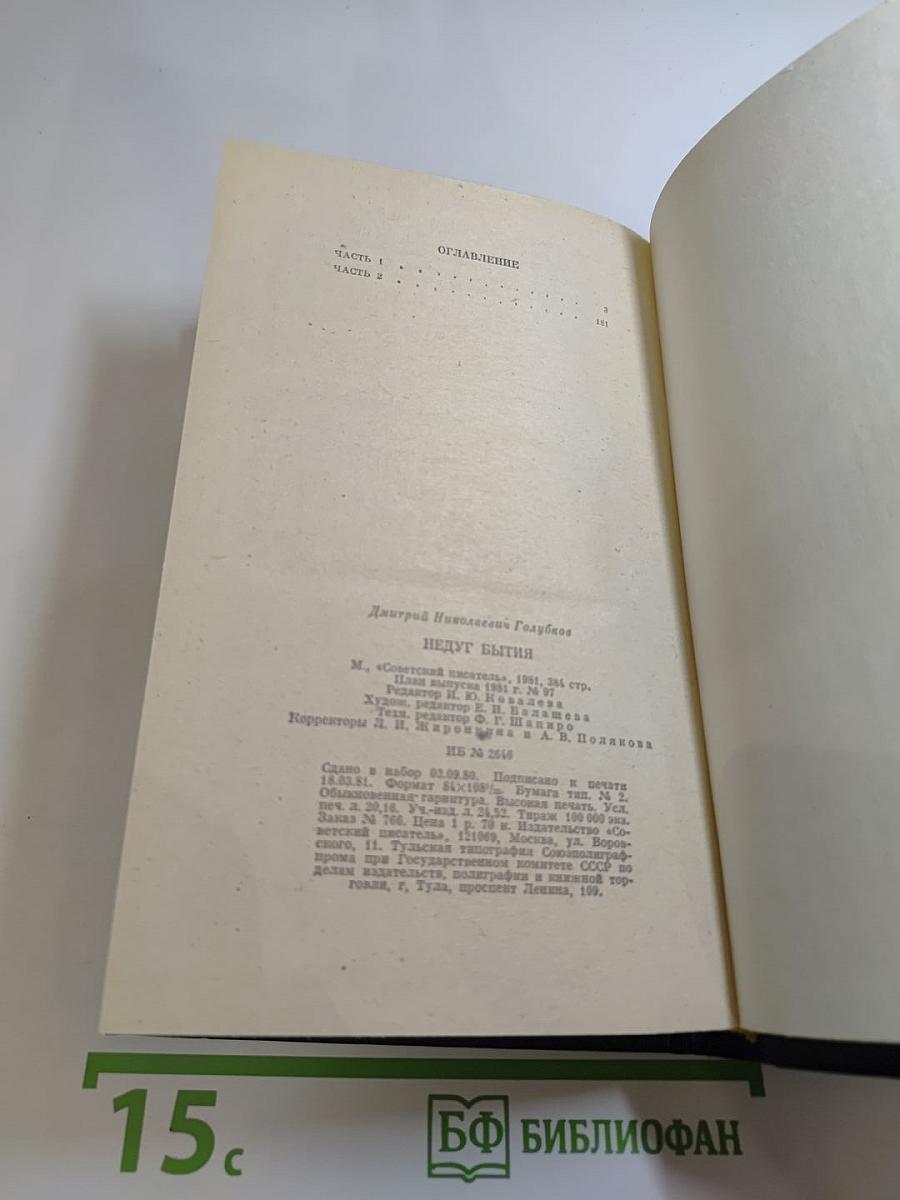 ОГЛАВЛЕНИЕ
ЧАСТЬ 1 . . . . . . . . . . . . 3
ЧАСТЬ 2 . . . . . . . . . . . . 181
Дмитрий Николаевич Голубков
НЕДУГ БЫТИЯ
М., «Советский писатель», 1981, 384 стр.
План выпуска 1981 г. № 97
Редактор И. Ю. Ковалева
Худож. редактор Е. И. Балашева
Техн. редактор Ф. Г. Шапиро
Корректоры Л. И. Жиронкина и А. В. Полякова
ИБ № 2646
Сдано в набор 03.09.80. Подписано к печати
18.03.81. Формат 84×108¹/₃₂. Бумага тип. № 2.
Обыкновенная гарнитура. Высокая печать. Усл.
печ. л. 20,16. Уч.-изд. л. 24,52. Тираж 100 000 экз.
Заказ № 766. Цена 1 р. 70 к. Издательство «Со-
ветский писатель», 121069, Москва, ул. Воров-
ского, 11. Тульская типография Союзполиграф-
прома при Государственном комитете СССР по
делам издательств, полиграфии и книжной тор-
говли, г. Тула, проспект Ленина, 109.
15 с
БФ БИБЛИОФАН